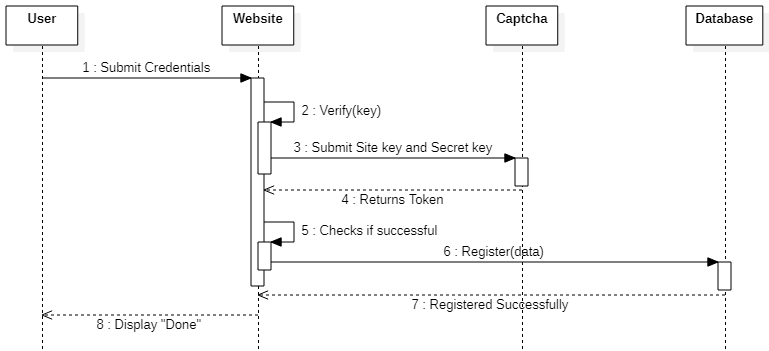 User
Website
Captcha
Database
1 : Submit Credentials
2 : Verify(key)
3 : Submit Site key and Secret key
4 : Returns Token
5 : Checks if successful
6 : Register(data)
7 : Registered Successfully
8 : Display "Done"